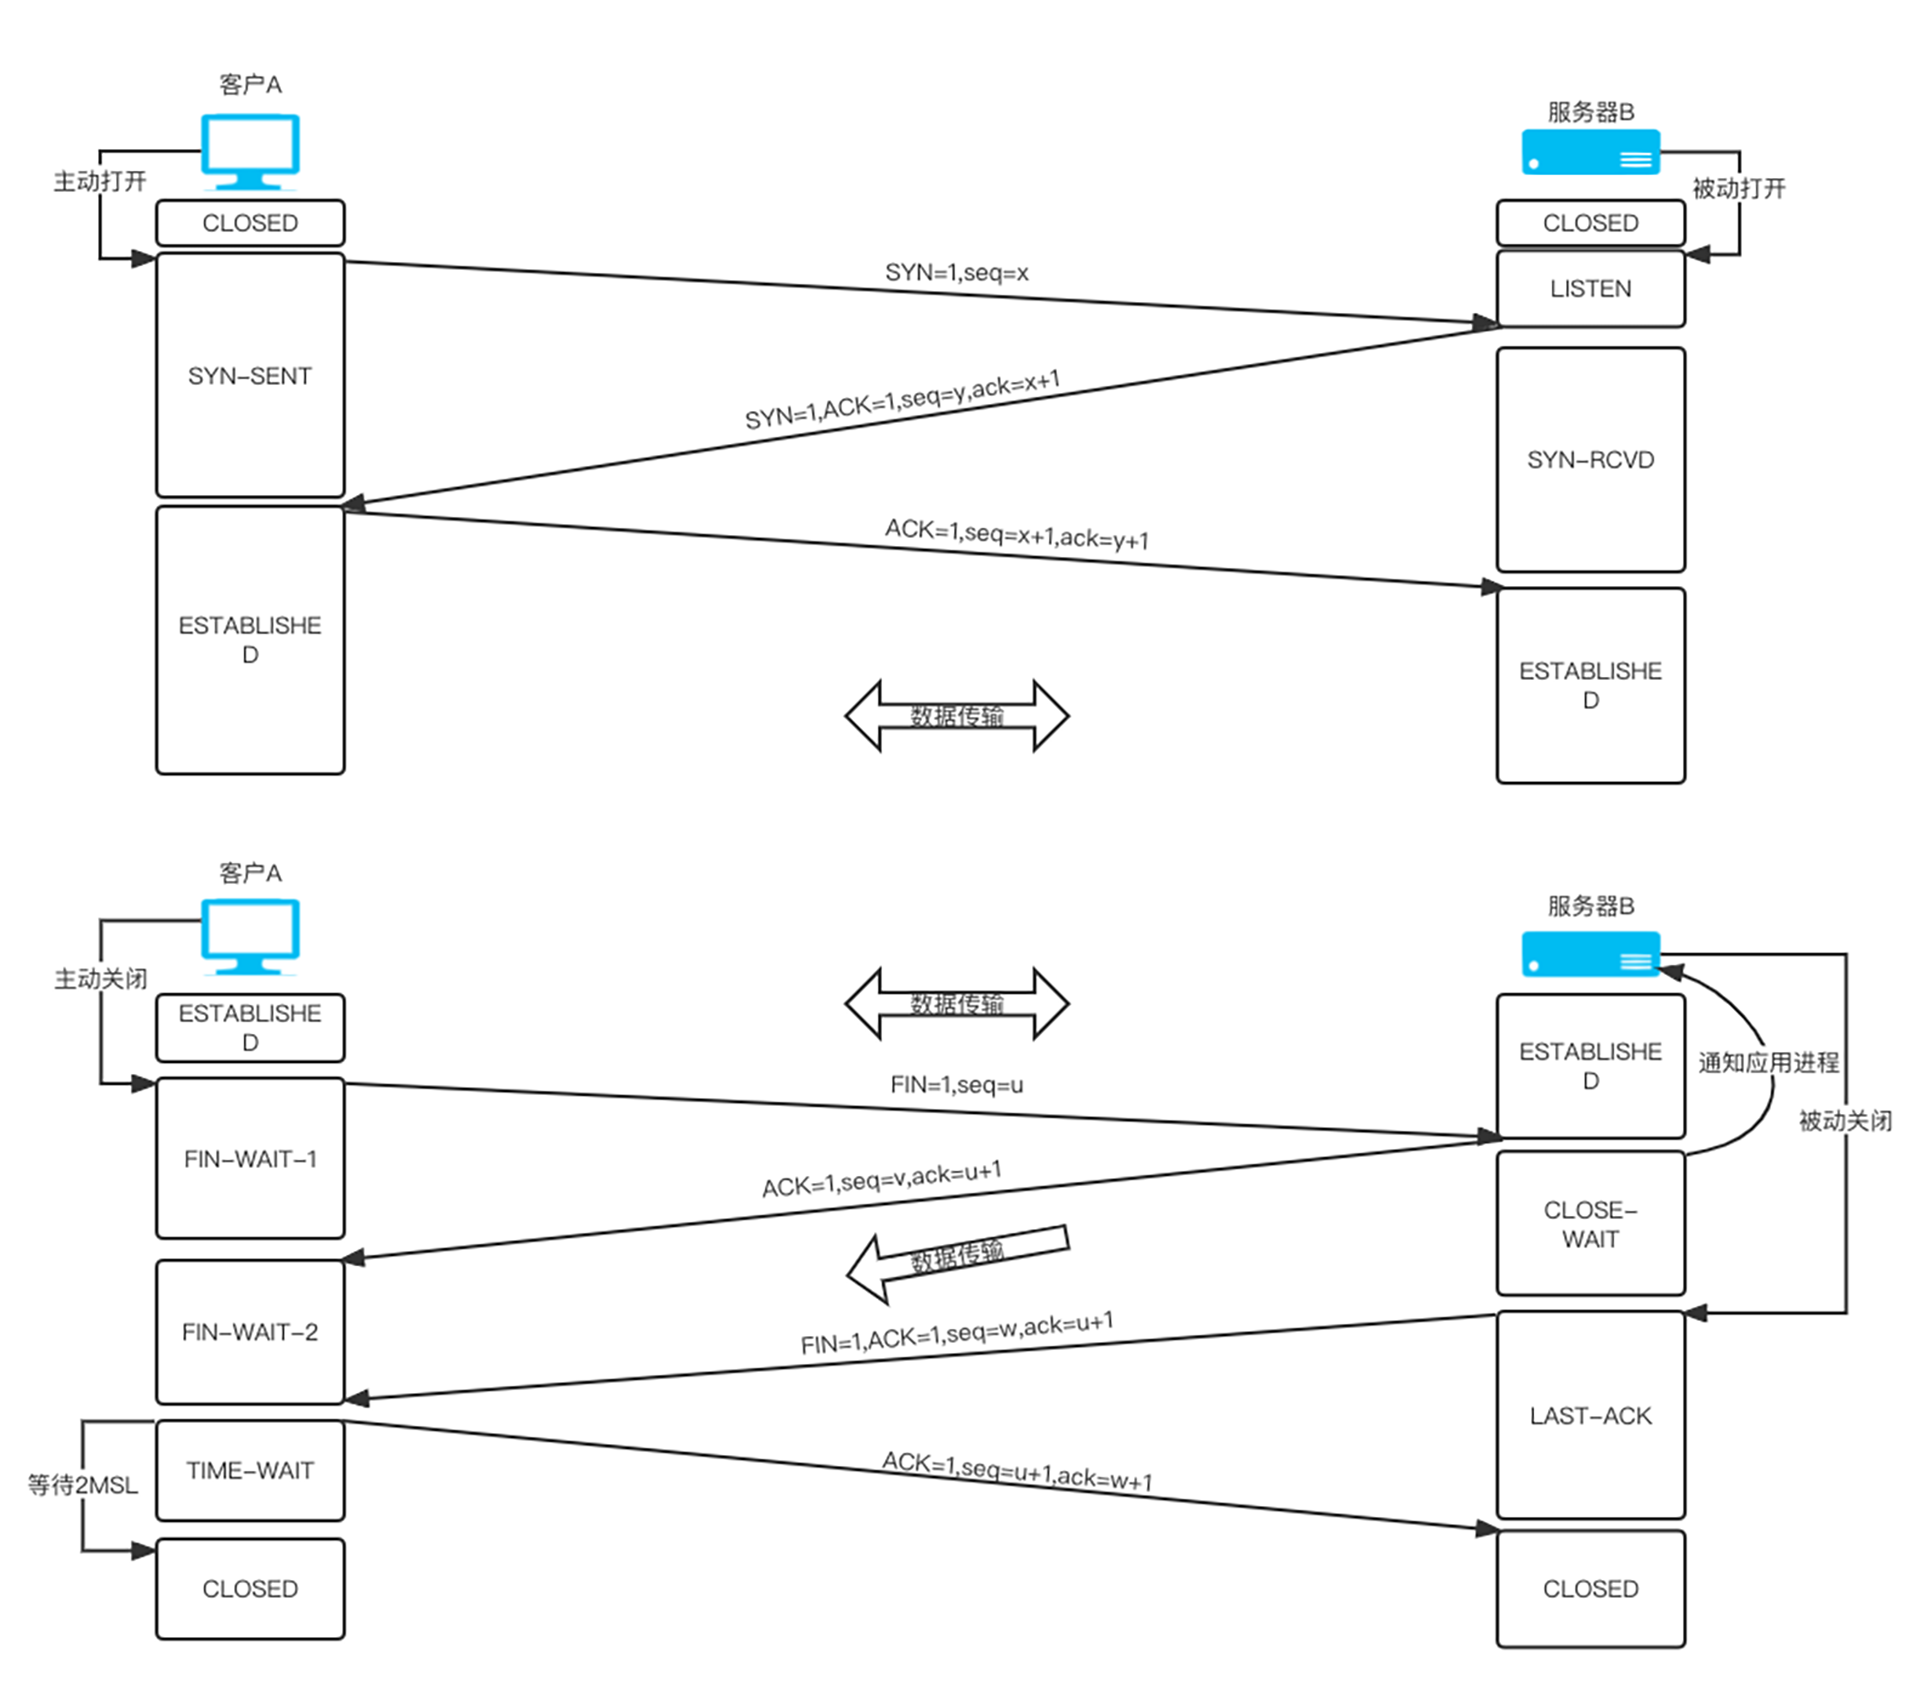 客户A
服务器B
主动打开
被动打开
CLOSED
CLOSED
SYN=1,seq=x
LISTEN
SYN-SENT
SYN=1,ACK=1,seq=y,ack=x+1
SYN-RCVD
ACK=1,seq=x+1,ack=y+1
ESTABLISHE
D
ESTABLISHE
D
数据传输
客户A
服务器B
主动关闭
ESTABLISHE
D
数据传输
ESTABLISHE
D
通知应用进程
被动关闭
FIN=1,seq=u
FIN-WAIT-1
ACK=1,seq=v,ack=u+1
CLOSE-
WAIT
数据传输
FIN-WAIT-2
FIN=1,ACK=1,seq=w,ack=u+1
LAST-ACK
TIME-WAIT
等待2MSL
ACK=1,seq=u+1,ack=w+1
CLOSED
CLOSED